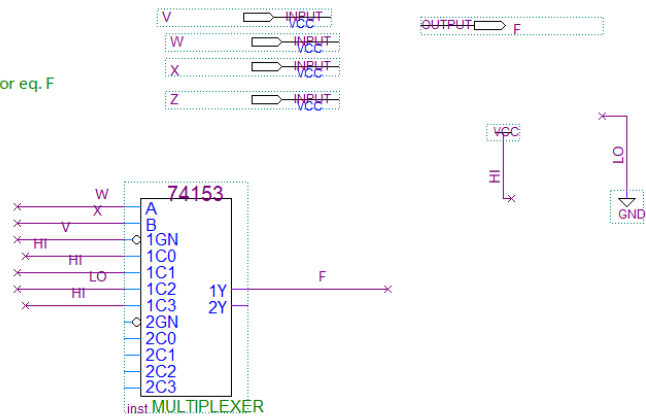 V INPUT VCC
OUTPUT F
W INPUT VCC
X INPUT VCC
or eq. F
Z INPUT VCC
VCC
HI
LO
GND
74153
W A
X B
V 1GN
HI 1C0
HI 1C1
LO 1C2 1Y F
HI 1C3 2Y
2GN
2C0
2C1
2C2
2C3
inst MULTIPLEXER